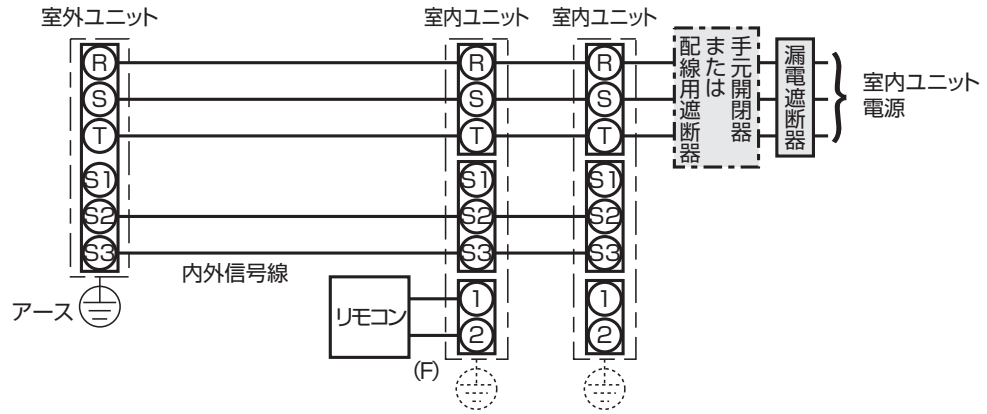 室外ユニット
R
S
T
S1
S2
S3
アース
内外信号線
リモコン
(F)
室内ユニット
R
S
T
S1
S2
S3
1
2
室内ユニット
R
S
T
S1
S2
S3
1
2
手元開閉器
または
配線用遮断器
漏電遮断器
室内ユニット
電源